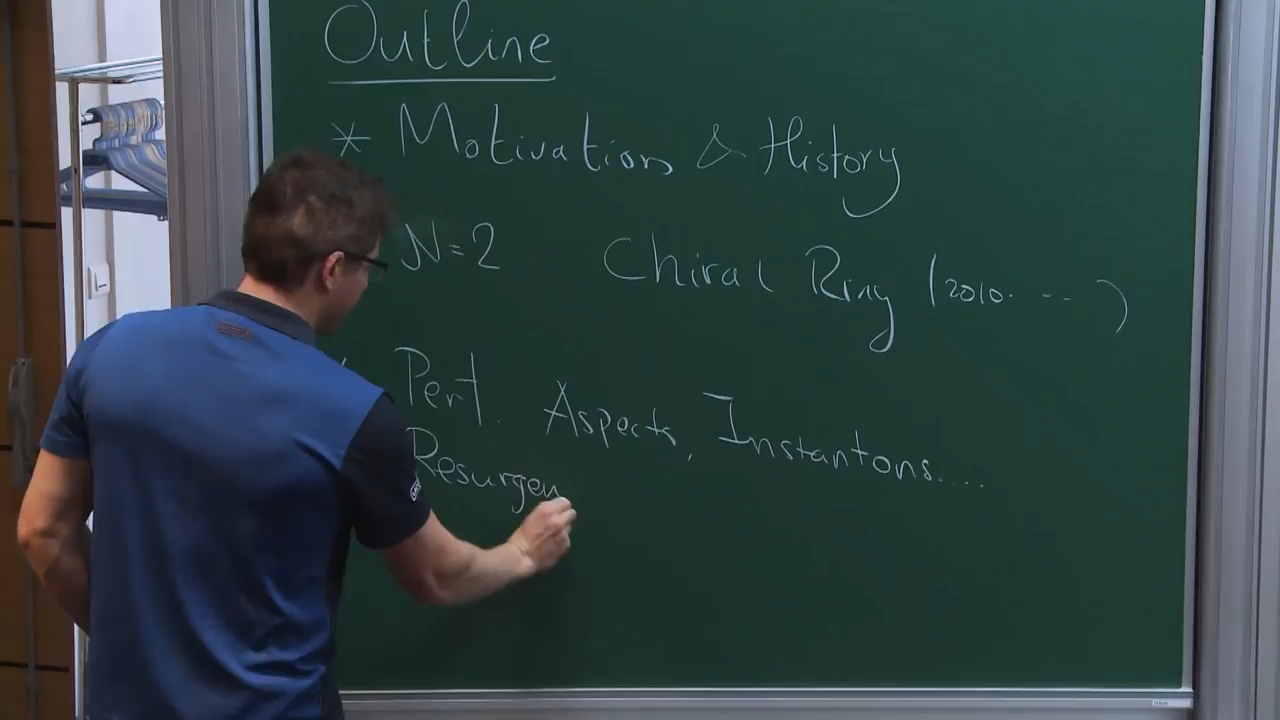 Outline
* Motivation & History
N=2 Chiral Ring (2010. -- )
Pert. Aspects, Instantons....
Resurgen